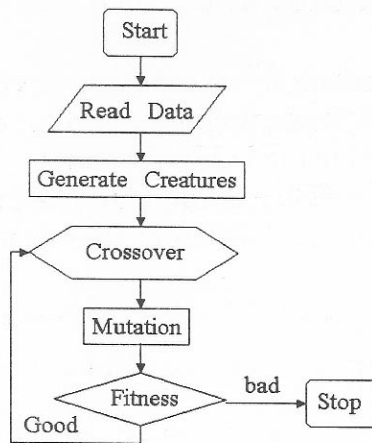 Start
Read Data
Generate Creatures
Crossover
Mutation
Fitness
bad
Stop
Good